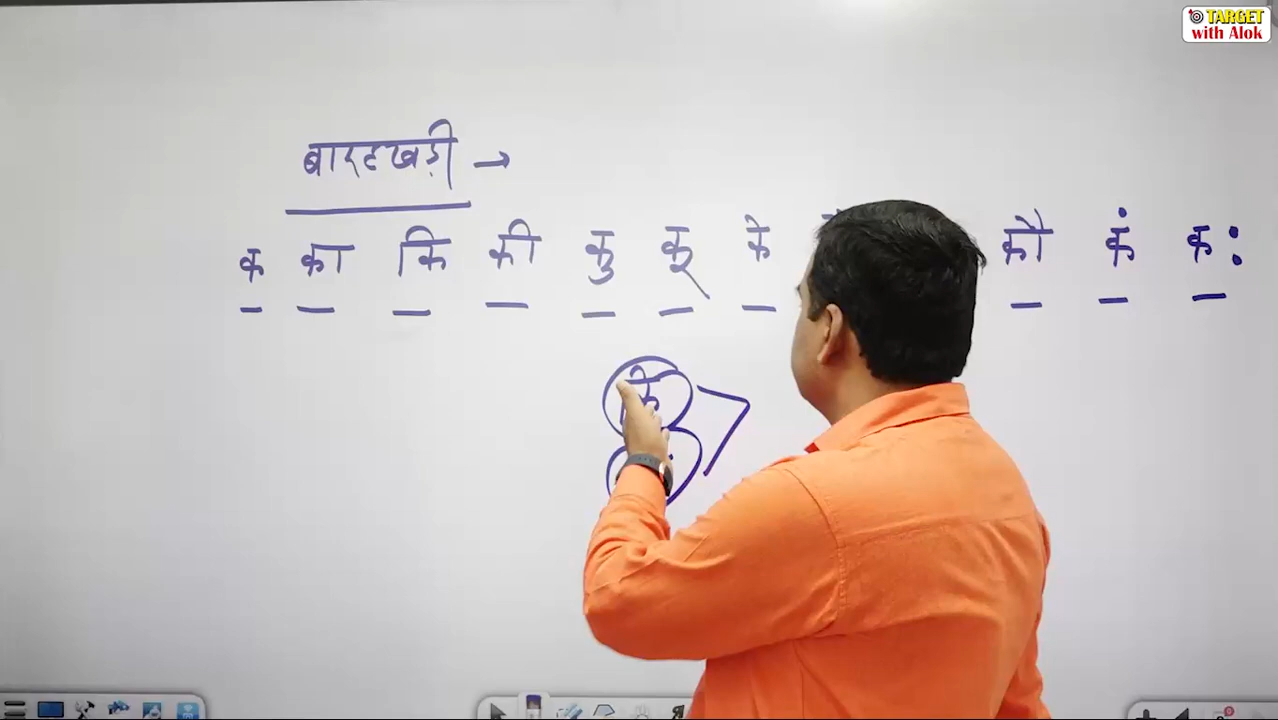 TARGET
with Alok
बारहखड़ी →
क का कि की कु कू के कौ कं कः
कि